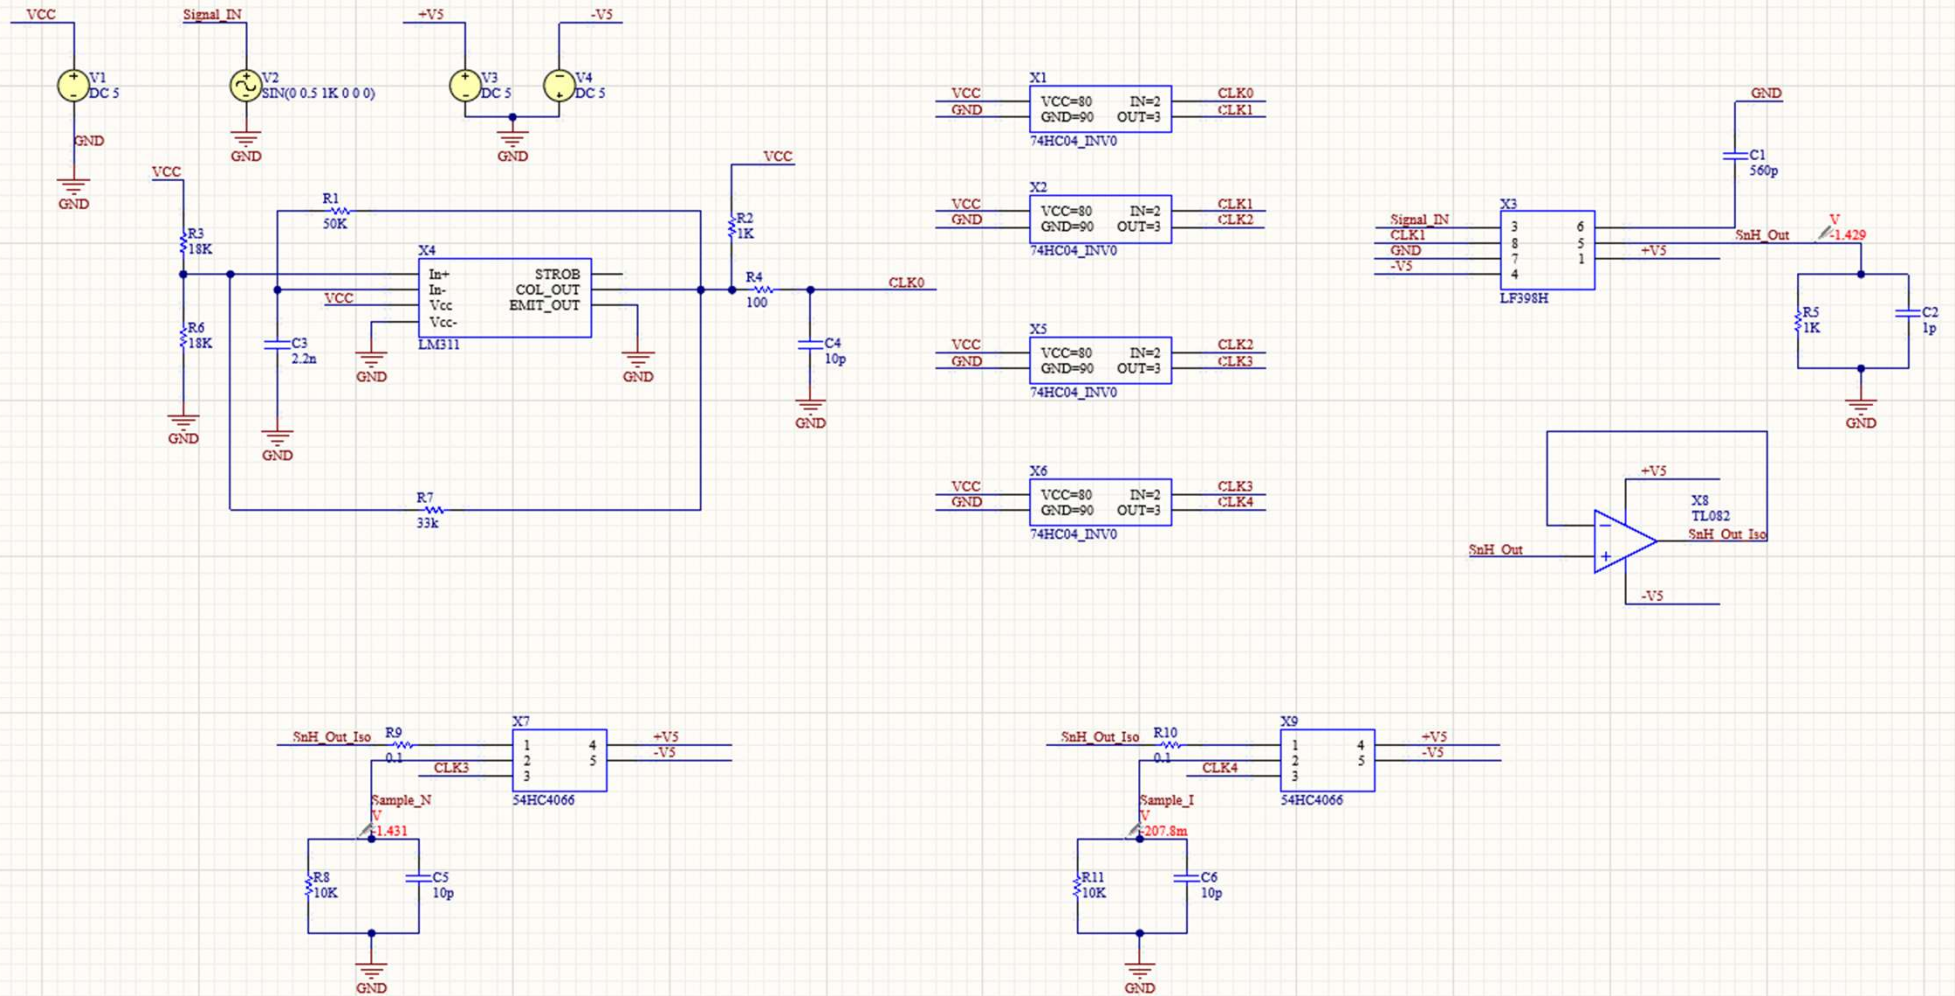 VCC
V1
DC 5
GND
GND
Signal_IN
V2
SIN(0 0.5 1K 0 0 0)
GND
+V5
V3
DC 5
-V5
V4
DC 5
GND
VCC
R3
18K
R6
18K
GND
R1
50K
C3
2.2n
GND
X4
In+
In-
Vcc
Vcc-
STROB
COL_OUT
EMIT_OUT
LM311
VCC
GND
GND
R7
33k
VCC
R2
1K
R4
100
CLK0
C4
10p
GND
X1
VCC
GND
VCC=80 IN=2
GND=90 OUT=3
CLK0
CLK1
74HC04_INV0
X2
VCC
GND
VCC=80 IN=2
GND=90 OUT=3
CLK1
CLK2
74HC04_INV0
X5
VCC
GND
VCC=80 IN=2
GND=90 OUT=3
CLK2
CLK3
74HC04_INV0
X6
VCC
GND
VCC=80 IN=2
GND=90 OUT=3
CLK3
CLK4
74HC04_INV0
GND
C1
560p
X3
Signal_IN
CLK1
GND
-V5
3 6
8 5
7 1
4
LF398H
SnH_Out
+V5
V
-1.429
R5
1K
C2
1p
GND
+V5
X8
TL082
SnH_Out
SnH_Out_Iso
-V5
SnH_Out_Iso
R9
0.1
CLK3
X7
1 4
2 5
3
54HC4066
+V5
-V5
Sample_N
V
-1.431
R8
10K
C5
10p
GND
SnH_Out_Iso
R10
0.1
CLK4
X9
1 4
2 5
3
54HC4066
+V5
-V5
Sample_I
V
-207.8m
R11
10K
C6
10p
GND